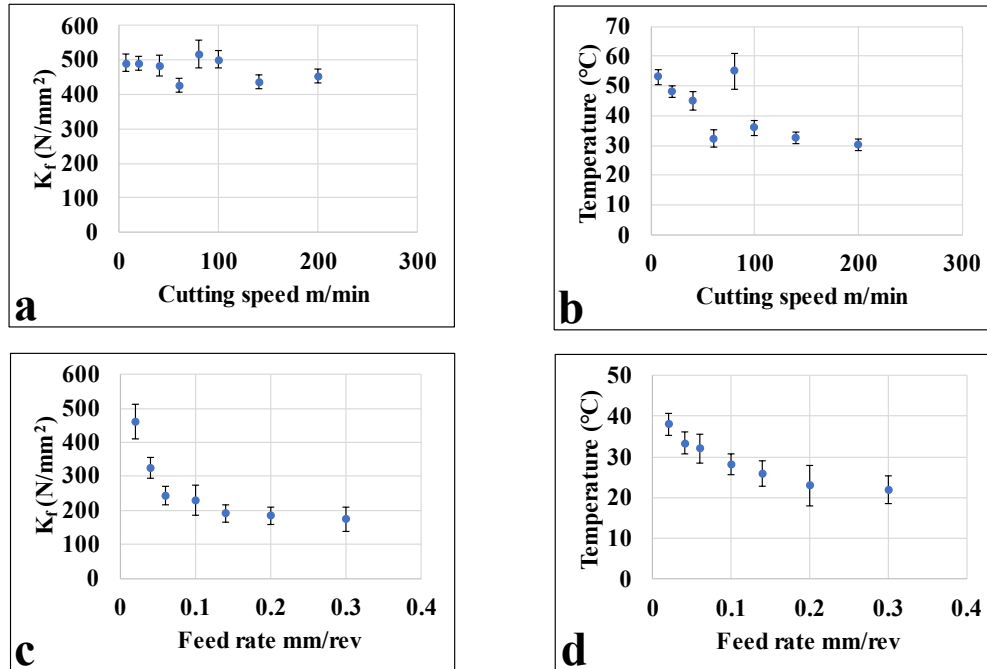 600
500
400
300
200
100
0
K_f (N/mm²)
0 100 200 300
Cutting speed m/min
a
70
60
50
40
30
20
10
0
Temperature (°C)
0 100 200 300
Cutting speed m/min
b
600
500
400
300
200
100
0
K_f (N/mm²)
0 0.1 0.2 0.3 0.4
Feed rate mm/rev
c
50
40
30
20
10
0
Temperature (°C)
0 0.1 0.2 0.3 0.4
Feed rate mm/rev
d